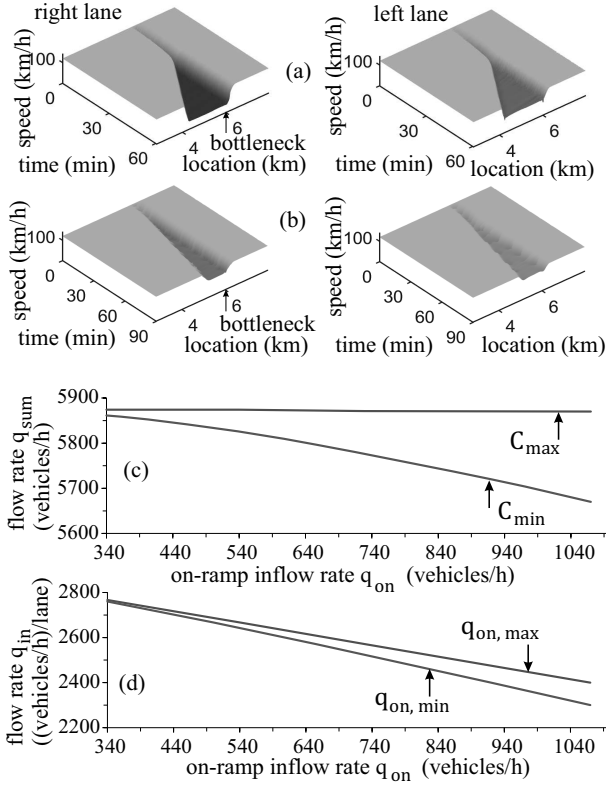 right lane
left lane
speed (km/h)
100
0
30
60
time (min)
4
6
bottleneck
location (km)
(a)
speed (km/h)
100
0
30
60
time (min)
4
6
location (km)
speed (km/h)
100
0
30
60
90
time (min)
4
6
bottleneck
location (km)
(b)
speed (km/h)
100
0
30
60
90
time (min)
4
6
location (km)
flow rate q_sum
(vehicles/h)
5900
5800
5700
5600
(c)
C_max
C_min
340 440 540 640 740 840 940 1040
on-ramp inflow rate q_on (vehicles/h)
flow rate q_in
((vehicles/h)/lane)
2800
2600
2400
2200
(d)
q_on, max
q_on, min
340 440 540 640 740 840 940 1040
on-ramp inflow rate q_on (vehicles/h)